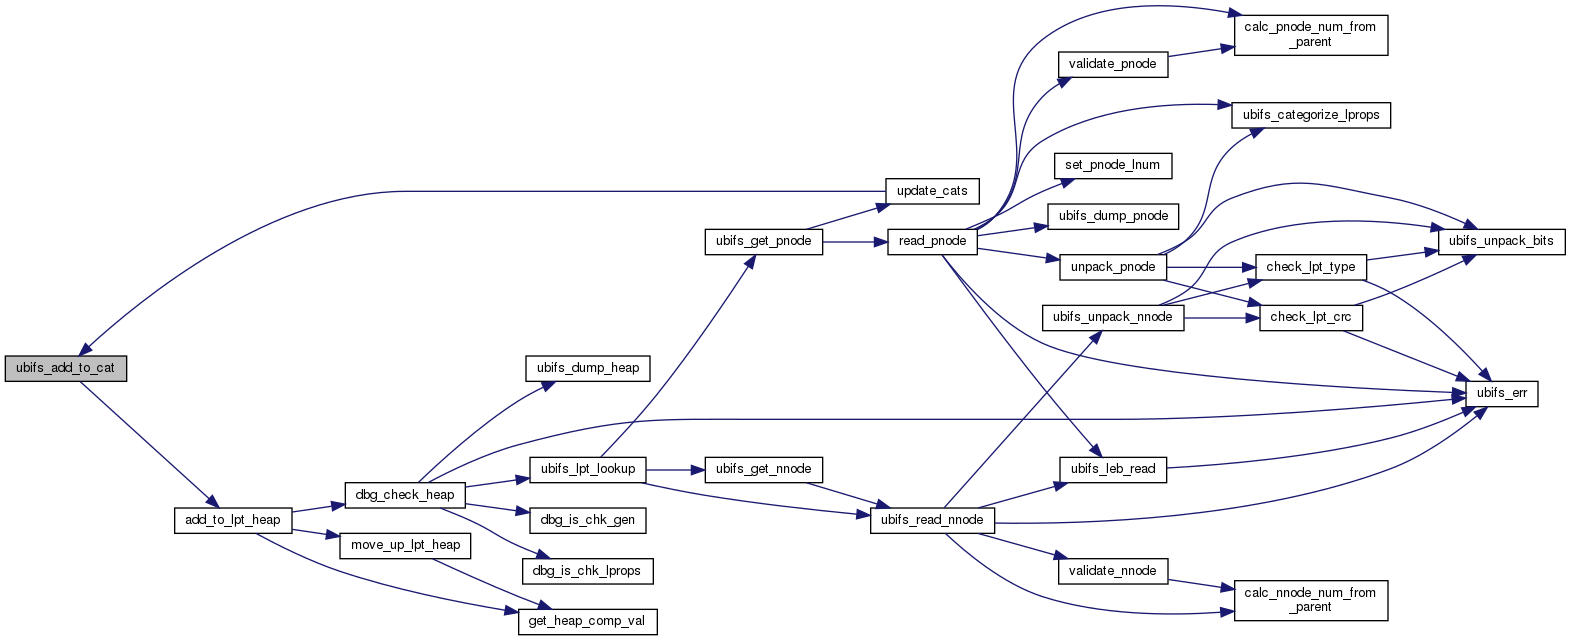 calc_pnode_num_from
_parent
validate_pnode
ubifs_categorize_lprops
set_pnode_lnum
update_cats
ubifs_dump_pnode
ubifs_get_pnode
read_pnode
ubifs_unpack_bits
unpack_pnode
check_lpt_type
ubifs_unpack_nnode
check_lpt_crc
ubifs_add_to_cat
ubifs_dump_heap
ubifs_err
ubifs_lpt_lookup
ubifs_get_nnode
ubifs_leb_read
dbg_check_heap
add_to_lpt_heap
dbg_is_chk_gen
ubifs_read_nnode
move_up_lpt_heap
dbg_is_chk_lprops
validate_nnode
calc_nnode_num_from
_parent
get_heap_comp_val